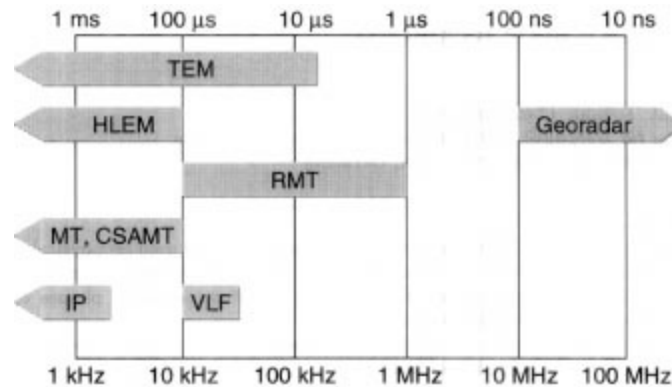 1 ms 100 µs 10 µs 1 µs 100 ns 10 ns
TEM
HLEM Georadar
RMT
MT, CSAMT
IP VLF
1 kHz 10 kHz 100 kHz 1 MHz 10 MHz 100 MHz